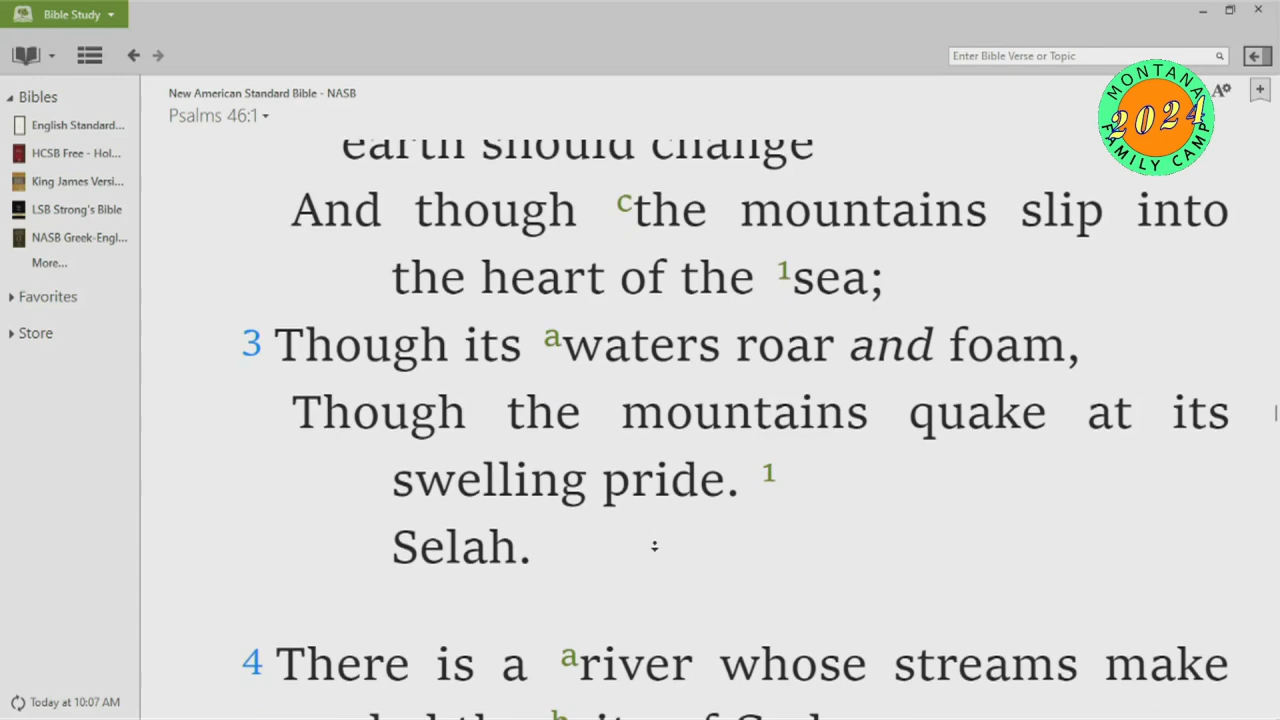 Bible Study
Enter Bible Verse or Topic
MONTANA
2024
FAMILY CAMP
Bibles
English Standard...
HCSB Free - Hol...
King James Versi...
LSB Strong's Bible
NASB Greek-Engl...
More...
Favorites
Store
Today at 10:07 AM
New American Standard Bible - NASB
Psalms 46:1
earth should change
And though cthe mountains slip into
the heart of the 1sea;
3 Though its awaters roar and foam,
Though the mountains quake at its
swelling pride. 1
Selah.
4 There is a ariver whose streams make